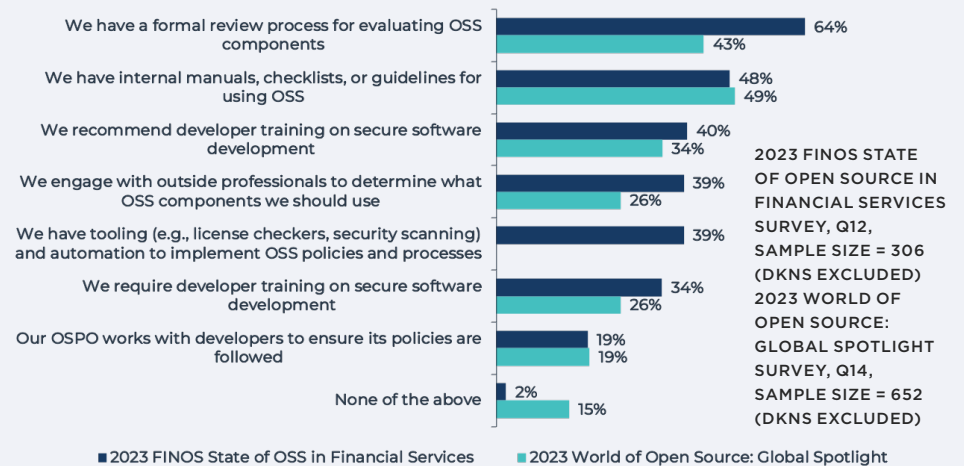 We have a formal review process for evaluating OSS
components
64%
43%
We have internal manuals, checklists, or guidelines for
using OSS
48%
49%
We recommend developer training on secure software
development
40%
34%
We engage with outside professionals to determine what
OSS components we should use
39%
26%
We have tooling (e.g., license checkers, security scanning)
and automation to implement OSS policies and processes
39%
We require developer training on secure software
development
34%
26%
Our OSPO works with developers to ensure its policies are
followed
19%
19%
None of the above
2%
15%
2023 FINOS STATE
OF OPEN SOURCE IN
FINANCIAL SERVICES
SURVEY, Q12,
SAMPLE SIZE = 306
(DKNS EXCLUDED)
2023 WORLD OF
OPEN SOURCE:
GLOBAL SPOTLIGHT
SURVEY, Q14,
SAMPLE SIZE = 652
(DKNS EXCLUDED)
2023 FINOS State of OSS in Financial Services
2023 World of Open Source: Global Spotlight